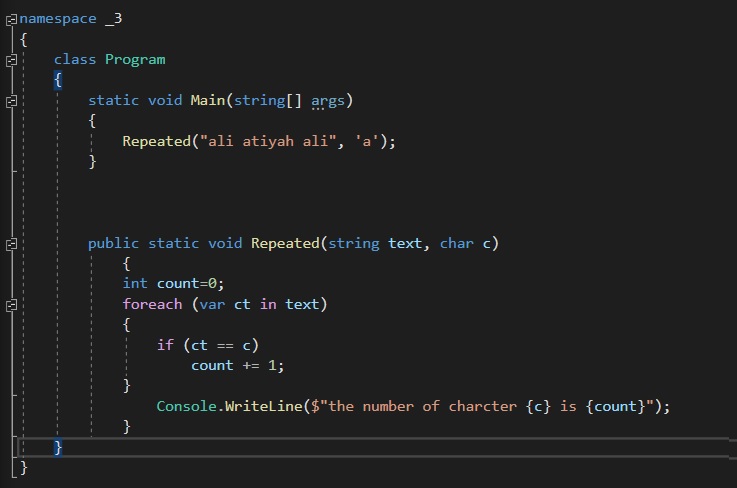 namespace _3
{
class Program
{
static void Main(string[] args)
{
Repeated("ali atiyah ali", 'a');
}
public static void Repeated(string text, char c)
{
int count=0;
foreach (var ct in text)
{
if (ct == c)
count += 1;
}
Console.WriteLine($"the number of charcter {c} is {count}");
}
}
}